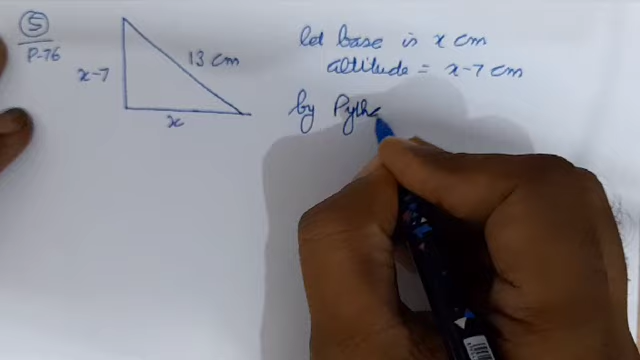 5
P-76
x-7
13 cm
x
let base is x cm
altitude = x-7 cm
by Pytha